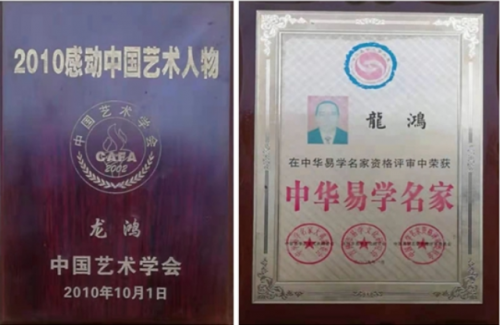 2010感动中国艺术人物
中国艺术学会
CAFA
2008
龙鸿
中国艺术学会
2010年10月1日
龍鴻
在中华易学名家资格评审中荣获
中华易学名家